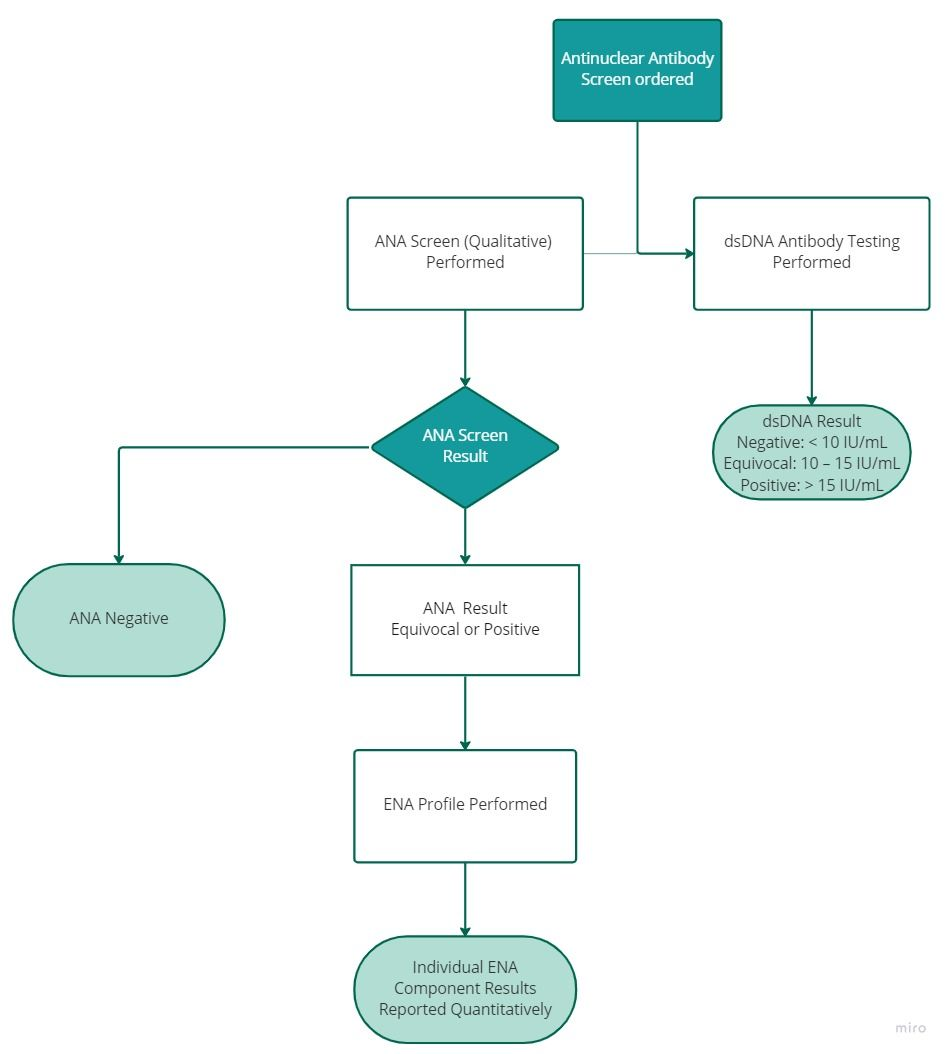 Antinuclear Antibody
Screen ordered
ANA Screen (Qualitative)
Performed
dsDNA Antibody Testing
Performed
ANA Screen
Result
dsDNA Result
Negative: < 10 IU/mL
Equivocal: 10 – 15 IU/mL
Positive: > 15 IU/mL
ANA Negative
ANA  Result
Equivocal or Positive
ENA Profile Performed
Individual ENA
Component Results
Reported Quantitatively
miro